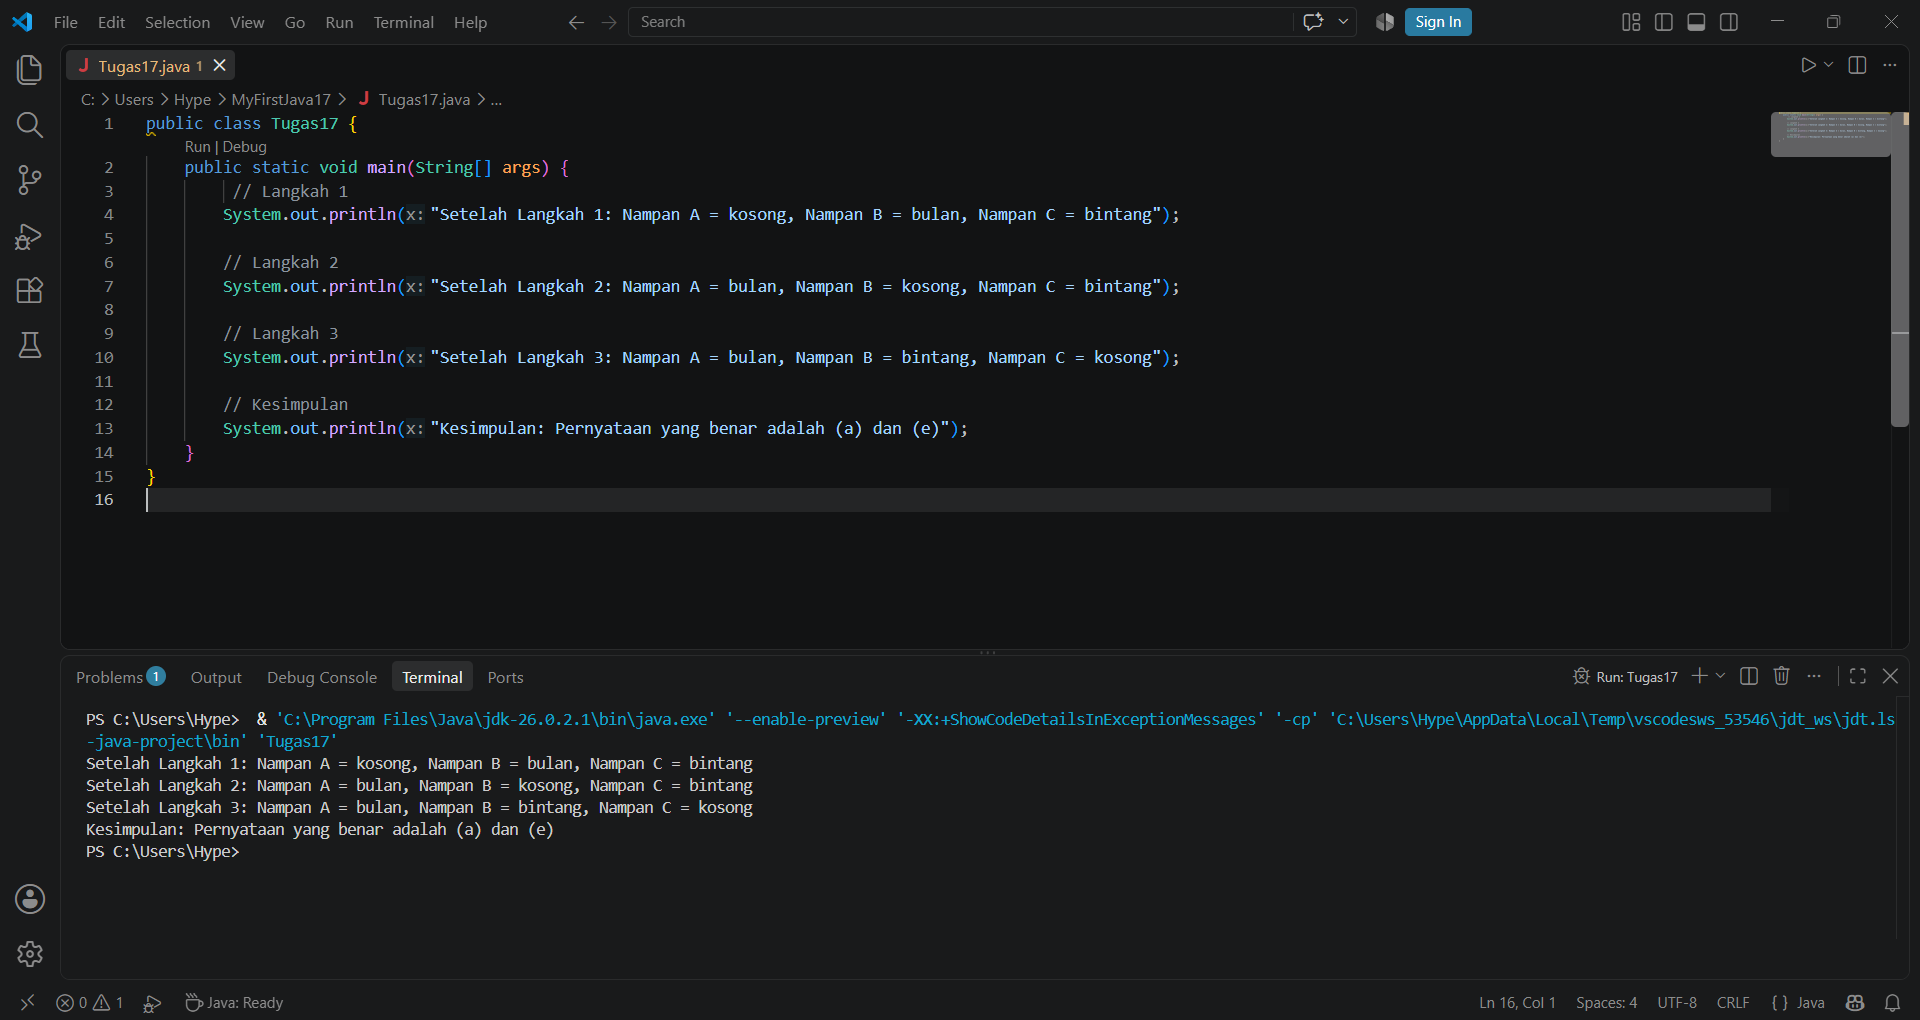 File Edit Selection View Go Run Terminal Help Search Sign In
J Tugas17.java 1
C: > Users > Hype > MyFirstJava17 > J Tugas17.java > ...
1 public class Tugas17 {
Run | Debug
2 public static void main(String[] args) {
3 // Langkah 1
4 System.out.println(x: "Setelah Langkah 1: Nampan A = kosong, Nampan B = bulan, Nampan C = bintang");
5
6 // Langkah 2
7 System.out.println(x: "Setelah Langkah 2: Nampan A = bulan, Nampan B = kosong, Nampan C = bintang");
8
9 // Langkah 3
10 System.out.println(x: "Setelah Langkah 3: Nampan A = bulan, Nampan B = bintang, Nampan C = kosong");
11
12 // Kesimpulan
13 System.out.println(x: "Kesimpulan: Pernyataan yang benar adalah (a) dan (e)");
14 }
15 }
16
Problems 1 Output Debug Console Terminal Ports Run: Tugas17
PS C:\Users\Hype> & 'C:\Program Files\Java\jdk-26.0.2.1\bin\java.exe' '--enable-preview' '-XX:+ShowCodeDetailsInExceptionMessages' '-cp' 'C:\Users\Hype\AppData\Local\Temp\vscodesws_53546\jdt_ws\jdt.ls
-java-project\bin' 'Tugas17'
Setelah Langkah 1: Nampan A = kosong, Nampan B = bulan, Nampan C = bintang
Setelah Langkah 2: Nampan A = bulan, Nampan B = kosong, Nampan C = bintang
Setelah Langkah 3: Nampan A = bulan, Nampan B = bintang, Nampan C = kosong
Kesimpulan: Pernyataan yang benar adalah (a) dan (e)
PS C:\Users\Hype>
0 1 Java: Ready Ln 16, Col 1 Spaces: 4 UTF-8 CRLF { } Java